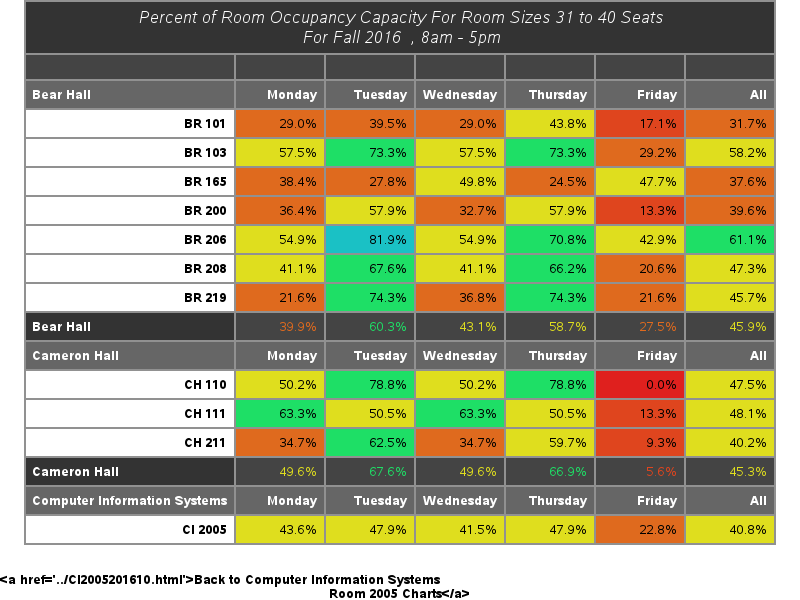 Percent of Room Occupancy Capacity For Room Sizes 31 to 40 Seats
For Fall 2016 , 8am - 5pm
Bear Hall Monday Tuesday Wednesday Thursday Friday All
BR 101 29.0% 39.5% 29.0% 43.8% 17.1% 31.7%
BR 103 57.5% 73.3% 57.5% 73.3% 29.2% 58.2%
BR 165 38.4% 27.8% 49.8% 24.5% 47.7% 37.6%
BR 200 36.4% 57.9% 32.7% 57.9% 13.3% 39.6%
BR 206 54.9% 81.9% 54.9% 70.8% 42.9% 61.1%
BR 208 41.1% 67.6% 41.1% 66.2% 20.6% 47.3%
BR 219 21.6% 74.3% 36.8% 74.3% 21.6% 45.7%
Bear Hall 39.9% 60.3% 43.1% 58.7% 27.5% 45.9%
Cameron Hall Monday Tuesday Wednesday Thursday Friday All
CH 110 50.2% 78.8% 50.2% 78.8% 0.0% 47.5%
CH 111 63.3% 50.5% 63.3% 50.5% 13.3% 48.1%
CH 211 34.7% 62.5% 34.7% 59.7% 9.3% 40.2%
Cameron Hall 49.6% 67.6% 49.6% 66.9% 5.6% 45.3%
Computer Information Systems Monday Tuesday Wednesday Thursday Friday All
CI 2005 43.6% 47.9% 41.5% 47.9% 22.8% 40.8%
<a href='../CI2005201610.html'>Back to Computer Information Systems
Room 2005 Charts</a>